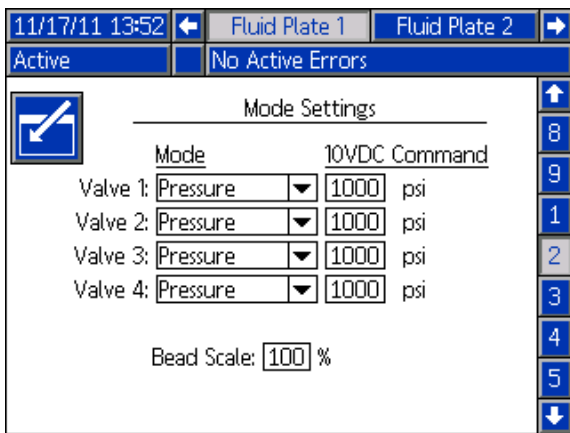 11/17/11 13:52 Fluid Plate 1 Fluid Plate 2
Active No Active Errors
Mode Settings
Mode 10VDC Command
Valve 1: Pressure 1000 psi
Valve 2: Pressure 1000 psi
Valve 3: Pressure 1000 psi
Valve 4: Pressure 1000 psi
Bead Scale: 100 %
8
9
1
2
3
4
5